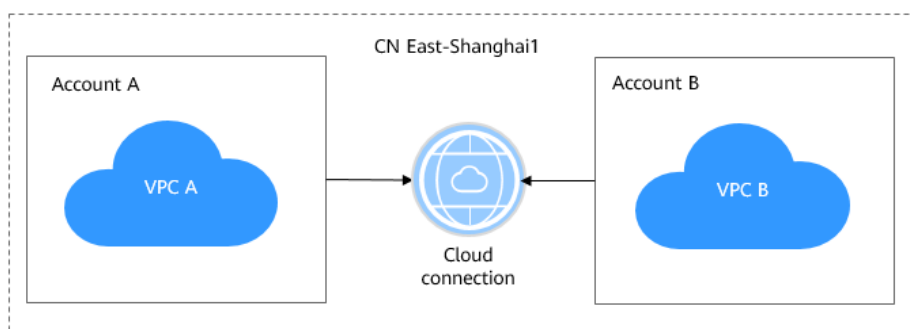 CN East-Shanghai1
Account A
Account B
VPC A
VPC B
Cloud
connection